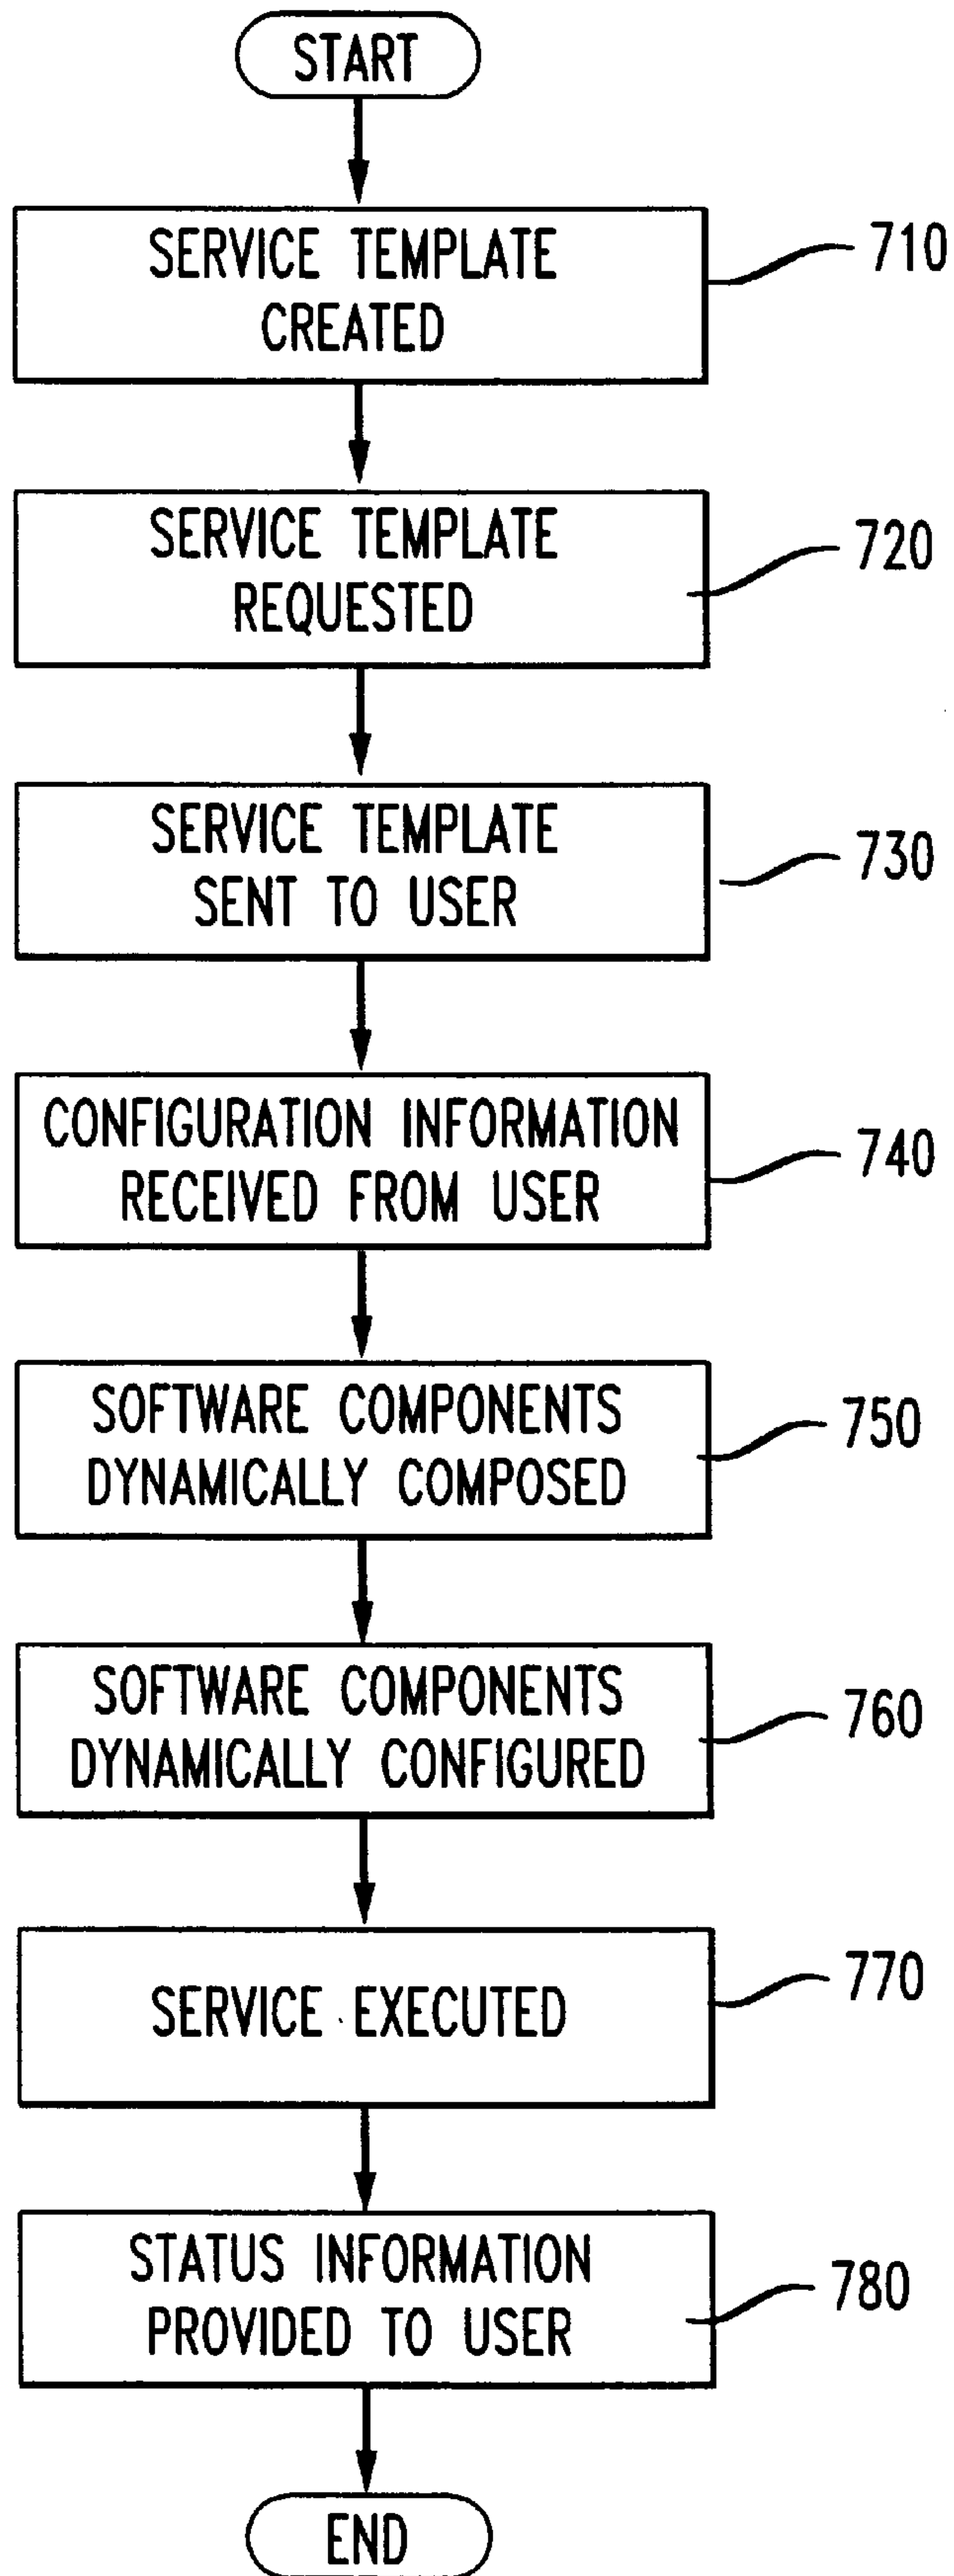 START
SERVICE TEMPLATE
CREATED
710
SERVICE TEMPLATE
REQUESTED
720
SERVICE TEMPLATE
SENT TO USER
730
CONFIGURATION INFORMATION
RECEIVED FROM USER
740
SOFTWARE COMPONENTS
DYNAMICALLY COMPOSED
750
SOFTWARE COMPONENTS
DYNAMICALLY CONFIGURED
760
SERVICE EXECUTED
770
STATUS INFORMATION
PROVIDED TO USER
780
END